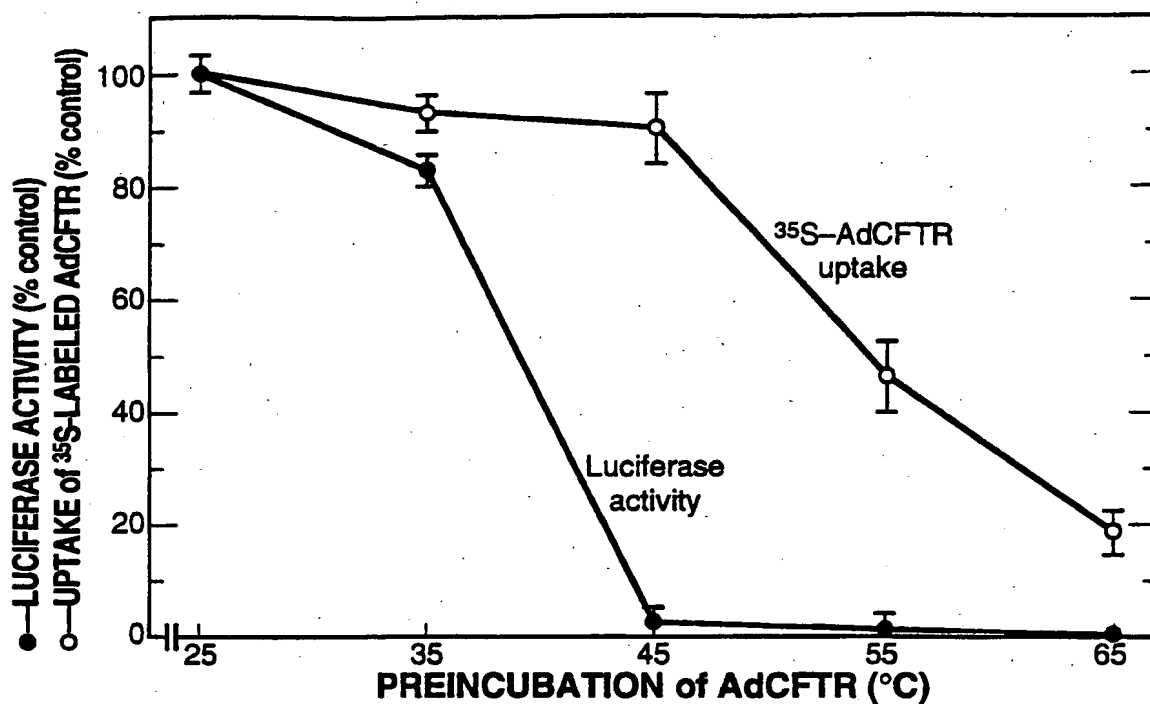 ●—LUCIFERASE ACTIVITY (% control)
○—UPTAKE of ³⁵S-LABELED AdCFTR (% control)
100
80
60
40
20
0
³⁵S–AdCFTR
uptake
Luciferase
activity
25 35 45 55 65
PREINCUBATION of AdCFTR (°C)